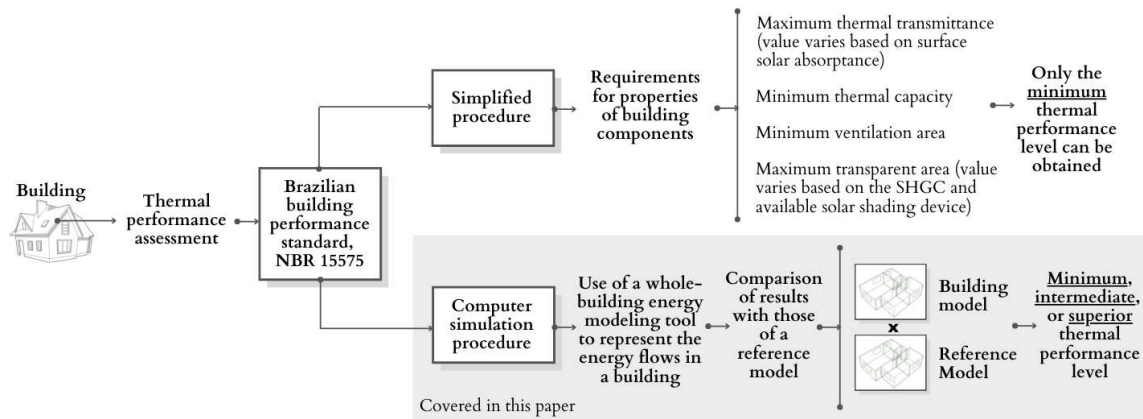 Building
Thermal
performance
assessment
Brazilian
building
performance
standard,
NBR 15575
Simplified
procedure
Requirements
for properties
of building
components
Maximum thermal transmittance
(value varies based on surface
solar absorptance)
Minimum thermal capacity
Minimum ventilation area
Maximum transparent area (value
varies based on the SHGC and
available solar shading device)
Only the
minimum
thermal
performance
level can be
obtained
Computer
simulation
procedure
Use of a whole-
building energy
modeling tool
to represent the
energy flows in
a building
Comparison
of results
with those
of a
reference
model
Building
model
x
Reference
Model
Minimum,
intermediate,
or superior
thermal
performance
level
Covered in this paper